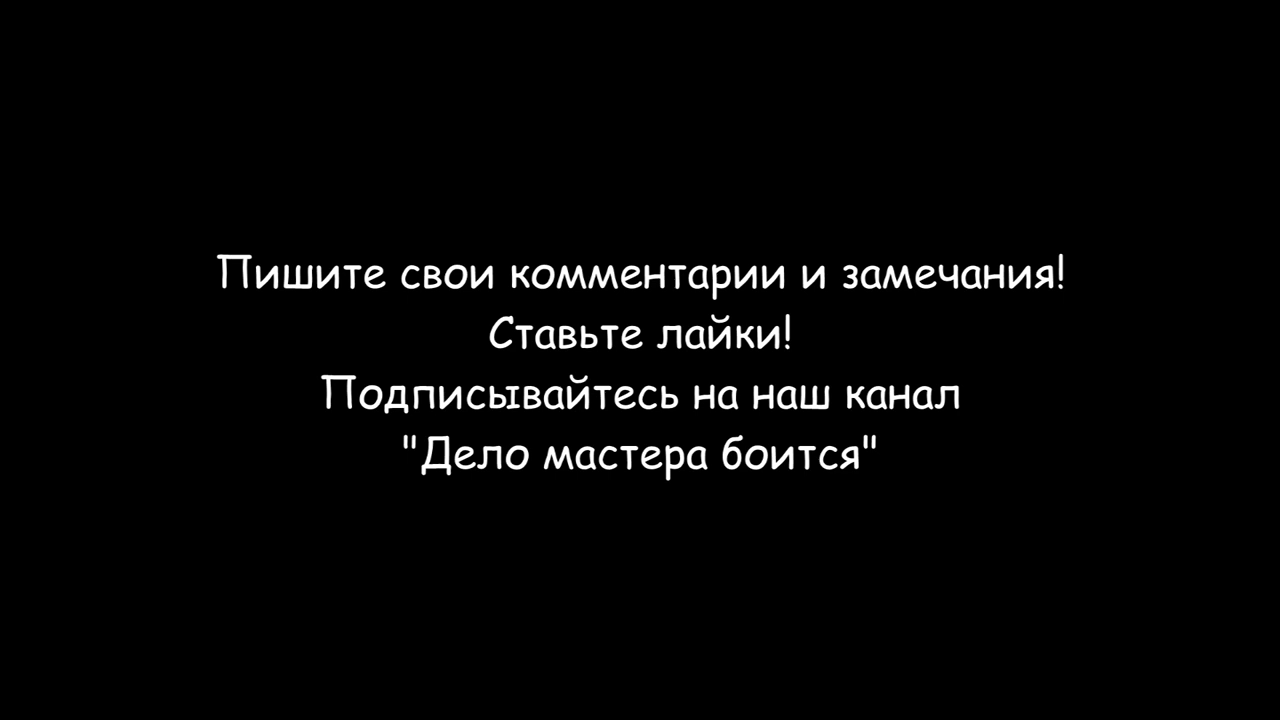 Пишите свои комментарии и замечания!
Ставьте лайки!
Подписывайтесь на наш канал
"Дело мастера боится"